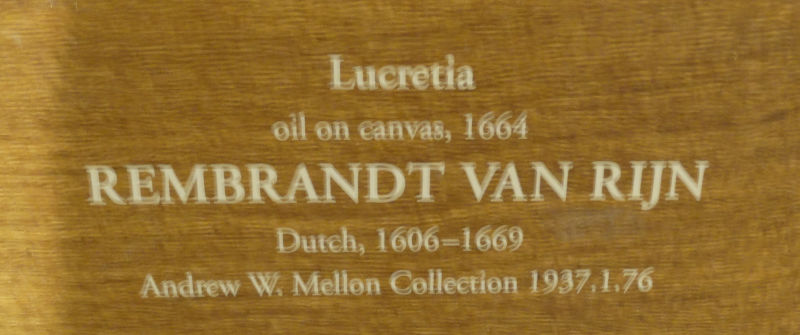 Lucretia
oil on canvas, 1664
REMBRANDT VAN RIJN
Dutch, 1606–1669
Andrew W. Mellon Collection 1937.1.76